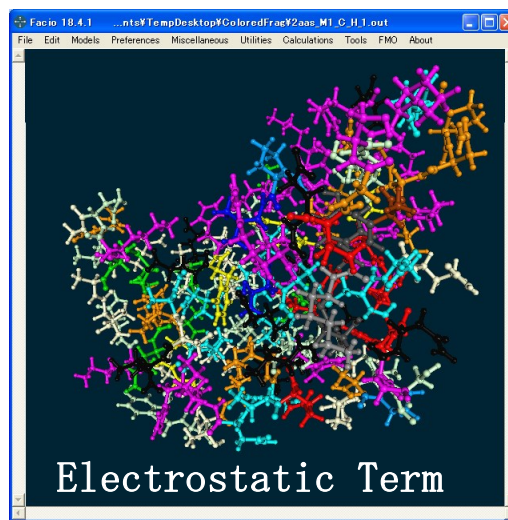 Facio 18.4.1 ...nts¥TempDesktop¥ColoredFrag¥2aas_M1_C_H_1.out
File Edit Models Preferences Miscellaneous Utilities Calculations Tools FMO About
Electrostatic Term